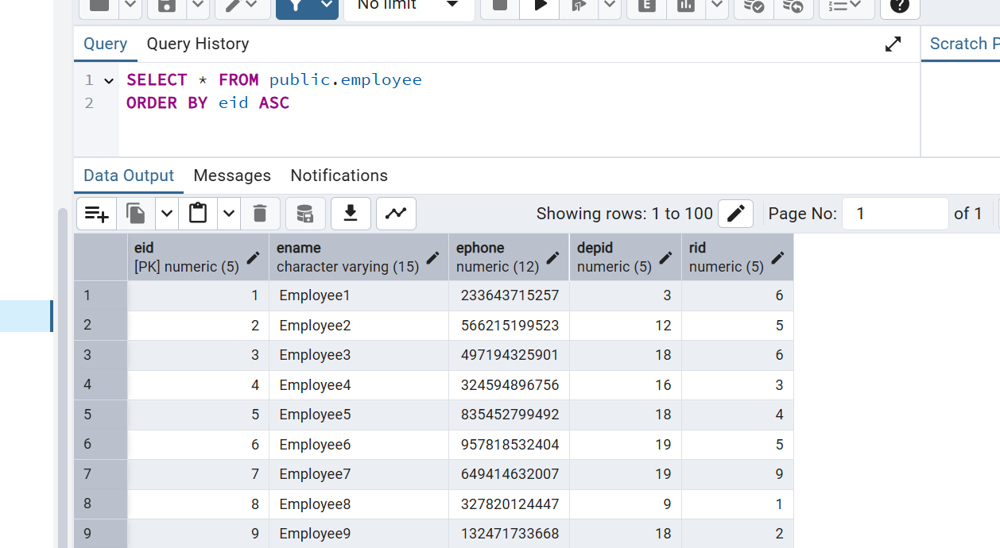 No limit
E
?
Query Query History
Scratch P
1 SELECT * FROM public.employee
2 ORDER BY eid ASC
Data Output Messages Notifications
Showing rows: 1 to 100 Page No: 1 of 1
eid ename ephone depid rid
[PK] numeric (5) character varying (15) numeric (12) numeric (5) numeric (5)
1 1 Employee1 233643715257 3 6
2 2 Employee2 566215199523 12 5
3 3 Employee3 497194325901 18 6
4 4 Employee4 324594896756 16 3
5 5 Employee5 835452799492 18 4
6 6 Employee6 957818532404 19 5
7 7 Employee7 649414632007 19 9
8 8 Employee8 327820124447 9 1
9 9 Employee9 132471733668 18 2